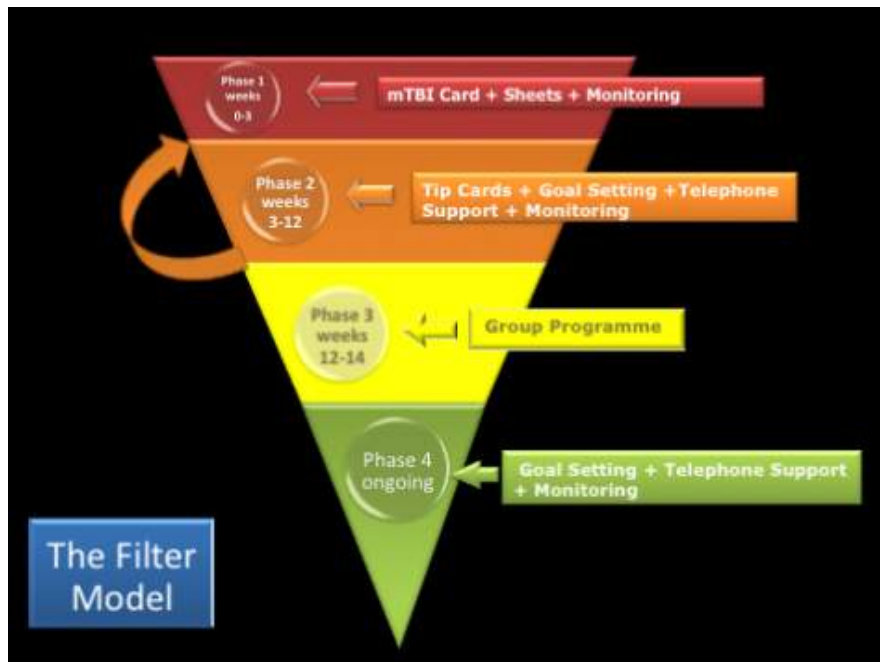 Phase 1
weeks
0-3
mTBI Card + Sheets + Monitoring
Phase 2
weeks
3-12
Tip Cards + Goal Setting +Telephone
Support + Monitoring
Phase 3
weeks
12-14
Group Programme
Phase 4
ongoing
Goal Setting + Telephone Support
+ Monitoring
The Filter
Model